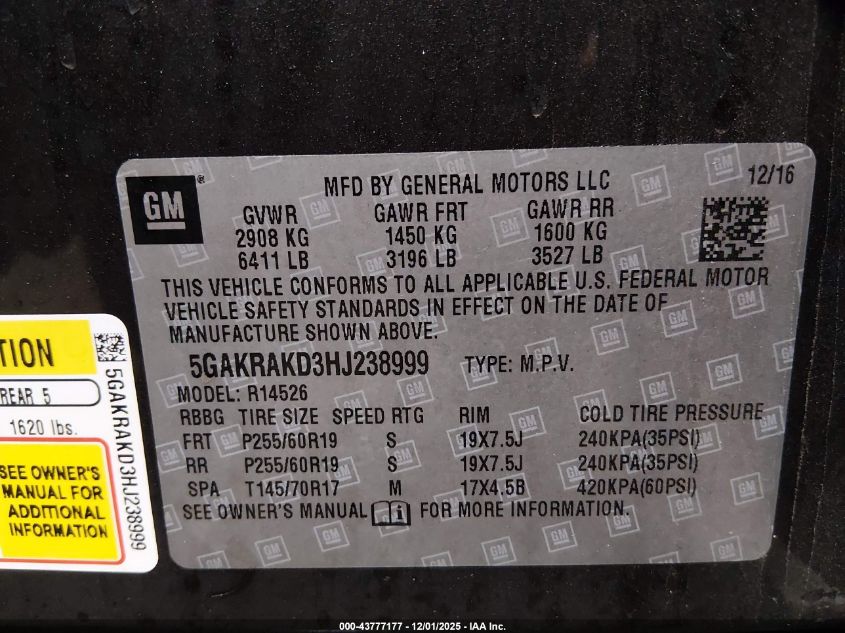 GM
MFD BY GENERAL MOTORS LLC 12/16
GVWR GAWR FRT GAWR RR
2908 KG 1450 KG 1600 KG
6411 LB 3196 LB 3527 LB
THIS VEHICLE CONFORMS TO ALL APPLICABLE U.S. FEDERAL MOTOR
VEHICLE SAFETY STANDARDS IN EFFECT ON THE DATE OF
MANUFACTURE SHOWN ABOVE.
5GAKRAKD3HJ238999 TYPE: M.P.V.
MODEL: R14526
RBBG TIRE SIZE SPEED RTG RIM COLD TIRE PRESSURE
FRT P255/60R19 S 19X7.5J 240KPA(35PSI)
RR P255/60R19 S 19X7.5J 240KPA(35PSI)
SPA T145/70R17 M 17X4.5B 420KPA(60PSI)
SEE OWNER'S MANUAL i FOR MORE INFORMATION.
TION
REAR 5
1620 lbs.
SEE OWNER'S
MANUAL FOR
ADDITIONAL
INFORMATION
5GAKRAKD3HJ238999
000-43777177 - 12/01/2025 - IAA Inc.